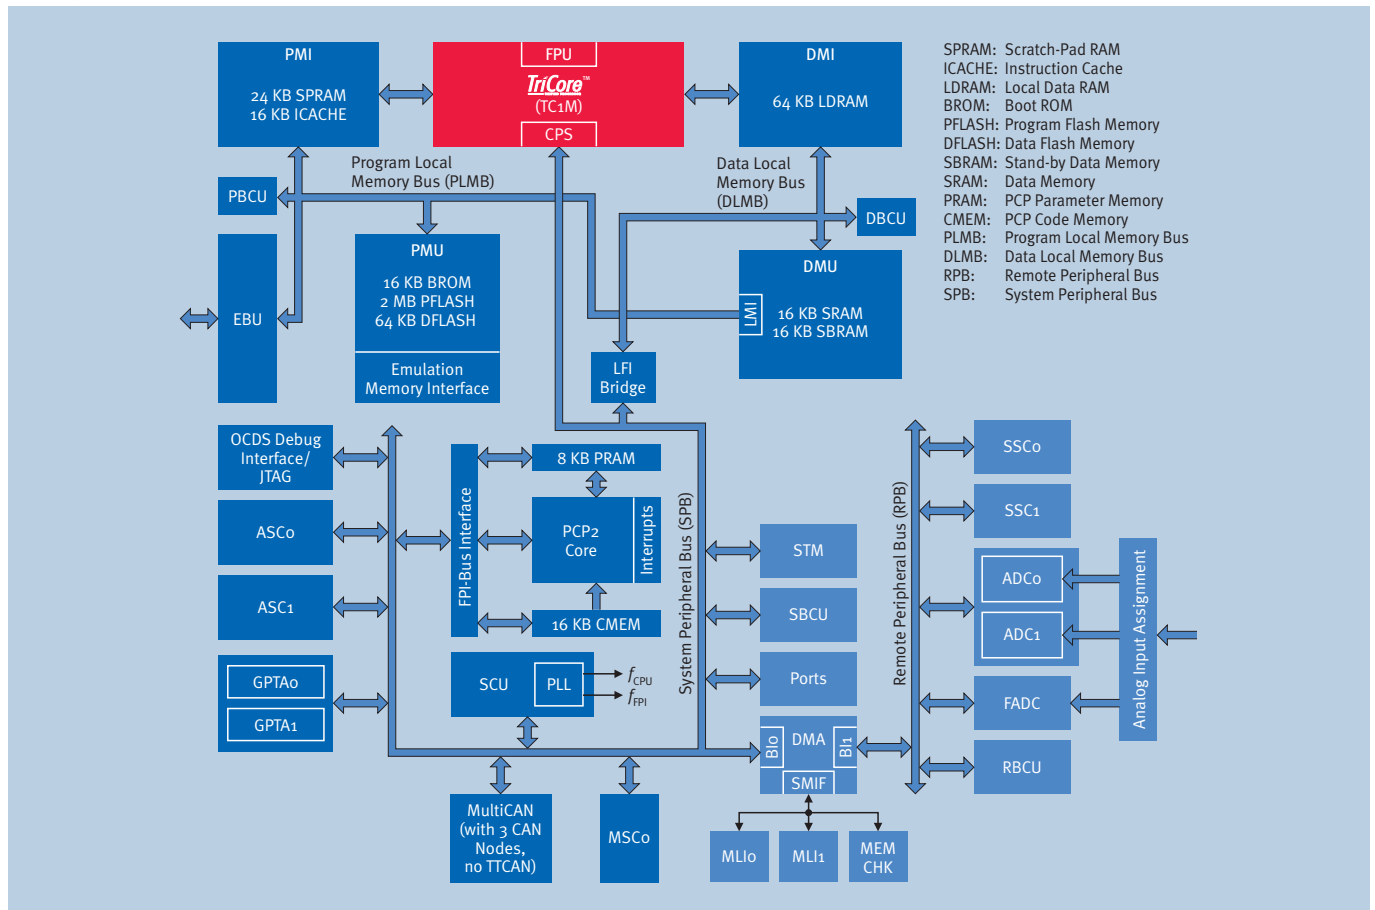 PMI
24 KB SPRAM
16 KB ICACHE
FPU
TriCore™
(TC1M)
CPS
DMI
64 KB LDRAM
SPRAM: Scratch-Pad RAM
ICACHE: Instruction Cache
LDRAM: Local Data RAM
BROM: Boot ROM
PFLASH: Program Flash Memory
DFLASH: Data Flash Memory
SBRAM: Stand-by Data Memory
SRAM: Data Memory
PRAM: PCP Parameter Memory
CMEM: PCP Code Memory
PLMB: Program Local Memory Bus
DLMB: Data Local Memory Bus
RPB: Remote Peripheral Bus
SPB: System Peripheral Bus
Program Local
Memory Bus (PLMB)
Data Local
Memory Bus
(DLMB)
PBCU
DBCU
EBU
PMU
16 KB BROM
2 MB PFLASH
64 KB DFLASH
Emulation
Memory Interface
DMU
LMI
16 KB SRAM
16 KB SBRAM
LFI
Bridge
OCDS Debug
Interface/
JTAG
ASC0
ASC1
GPTA0
GPTA1
FPI-Bus Interface
8 KB PRAM
PCP2
Core
Interrupts
16 KB CMEM
SCU
PLL
fCPU
fFPI
System Peripheral Bus (SPB)
STM
SBCU
Ports
BI0
DMA
BI1
SMIF
Remote Peripheral Bus (RPB)
SSC0
SSC1
ADC0
ADC1
FADC
RBCU
Analog Input Assignment
MultiCAN
(with 3 CAN
Nodes,
no TTCAN)
MSC0
MLI0
MLI1
MEM
CHK